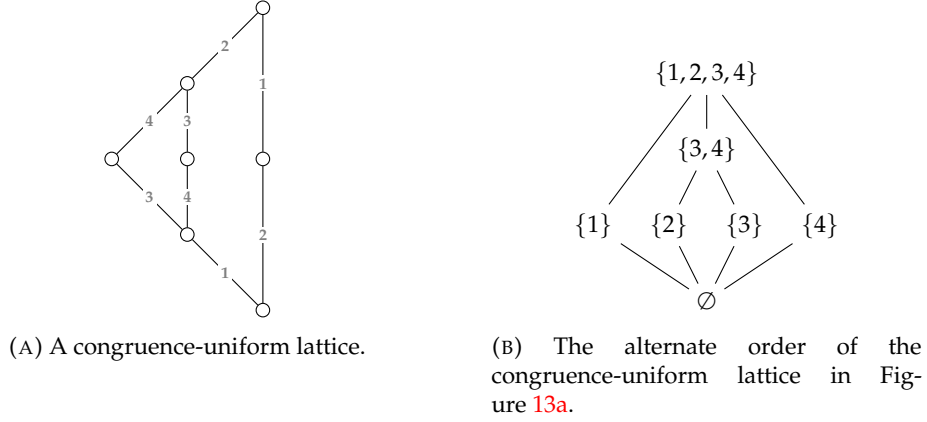 2
1
4
3
3
4
2
1
{1, 2, 3, 4}
{3, 4}
{1} {2} {3} {4}
∅
(A) A congruence-uniform lattice.
(B) The alternate order of the
congruence-uniform lattice in Fig-
ure 13a.